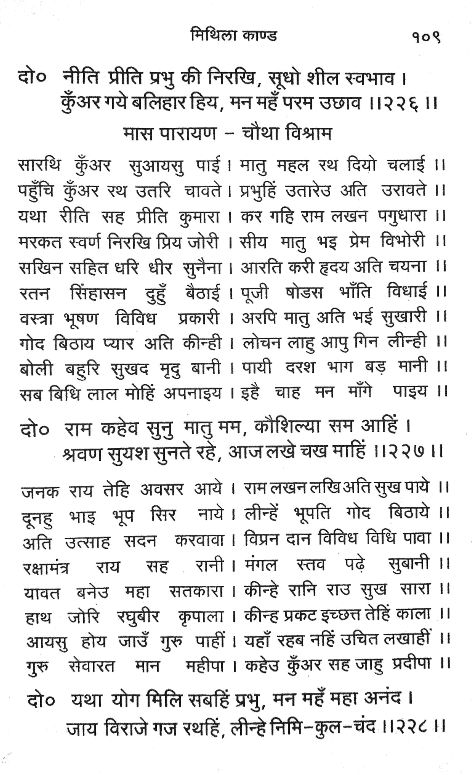 मिथिला काण्ड १०९
दो० नीति प्रीति प्रभु की निरखि, सूधो शील स्वभाव ।
कुँअर गये बलिहार हिय, मन महँ परम उछाव ।।२२६।।
मास पारायण – चौथा विश्राम
सारथि कुँअर सुआयसु पाई । मातु महल रथ दियो चलाई ।।
पहुँचि कुँअर रथ उतरि चावते । प्रभुहिं उतारेउ अति उरावते ।।
यथा रीति सह प्रीति कुमारा । कर गहि राम लखन पगुधारा ।।
मरकत स्वर्ण निरखि प्रिय जोरी । सीय मातु भइ प्रेम विभोरी ।।
सखिन सहित धरि धीर सुनैना । आरति करी हृदय अति चयना ।।
रतन सिंहासन दुहुँ बैठाई । पूजी षोडस भाँति विधाई ।।
वस्त्रा भूषण विविध प्रकारी । अरपि मातु अति भई सुखारी ।।
गोद बिठाय प्यार अति कीन्ही । लोचन लाहु आपु गिन लीन्ही ।।
बोली बहुरि सुखद मृदु बानी । पायी दरश भाग बड़ मानी ।।
सब बिधि लाल मोहिं अपनाइय । इहै चाह मन माँगे पाइय ।।
दो० राम कहेव सुनु मातु मम, कौशिल्या सम आहिं ।
श्रवण सुयश सुनते रहे, आज लखे चख माहिं ।।२२७।।
जनक राय तेहि अवसर आये । राम लखन लखि अति सुख पाये ।।
दूनहु भाइ भूप सिर नाये । लीन्हें भूपति गोद बिठाये ।।
अति उत्साह सदन करवावा । विप्रन दान विविध विधि पावा ।।
रक्षामंत्र राय सह रानी । मंगल स्तव पढ़े सुबानी ।।
यावत बनेउ महा सतकारा । कीन्हे रानि राउ सुख सारा ।।
हाथ जोरि रघुबीर कृपाला । कीन्ह प्रकट इच्छत्त तेहिं काला ।।
आयसु होय जाउँ गुरु पाहीं । यहाँ रहब नहिं उचित लखाहीं ।।
गुरु सेवारत मान महीपा । कहेउ कुँअर सह जाहु प्रदीपा ।।
दो० यथा योग मिलि सबहिं प्रभु, मन महँ महा अनंद ।
जाय विराजे गज रथहिं, लीन्हे निमि-कुल-चंद ।।२२८।।